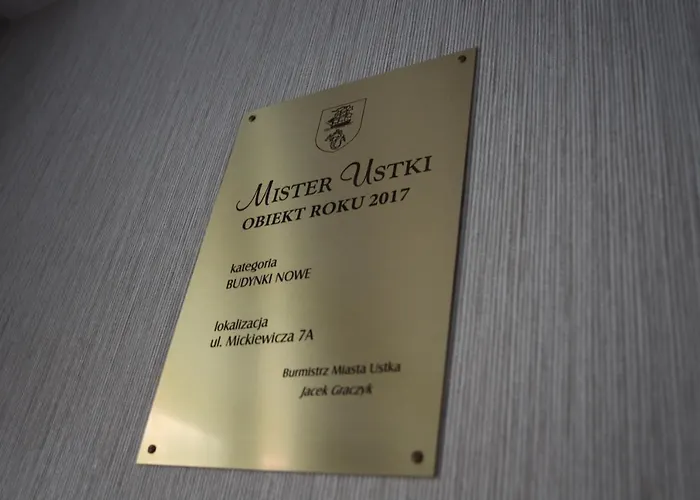 MISTER USTKI
OBIEKT ROKU 2017
kategoria
BUDYNKI NOWE
lokalizacja
ul. Mickiewicza 7A
Burmistrz Miasta Ustka
Jacek Graczyk